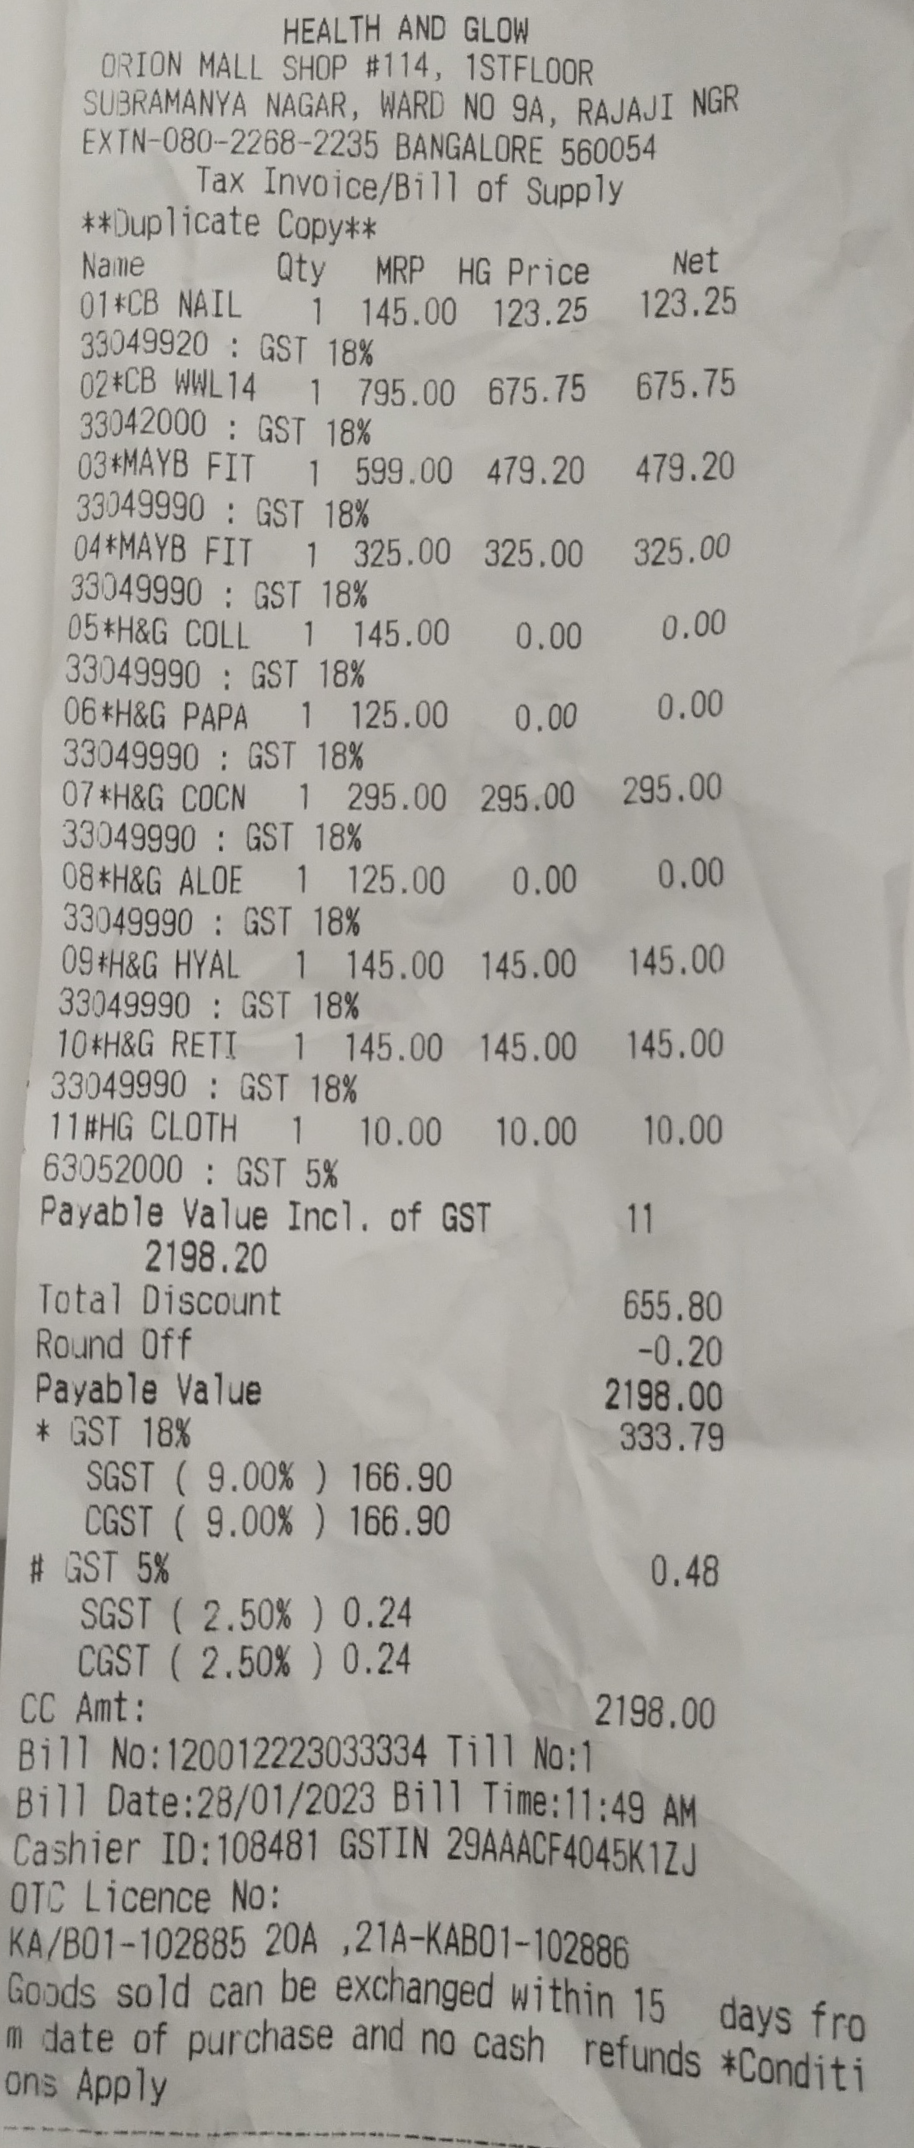 HEALTH AND GLOW
ORION MALL SHOP #114, 1STFLOOR
SUBRAMANYA NAGAR, WARD NO 9A, RAJAJI NGR
EXTN-080-2268-2235 BANGALORE 560054
Tax Invoice/Bill of Supply
**Duplicate Copy**
Name Qty MRP HG Price Net
01*CB NAIL 1 145.00 123.25 123.25
33049920 : GST 18%
02*CB WWL14 1 795.00 675.75 675.75
33042000 : GST 18%
03*MAYB FIT 1 599.00 479.20 479.20
33049990 : GST 18%
04*MAYB FIT 1 325.00 325.00 325.00
33049990 : GST 18%
05*H&G COLL 1 145.00 0.00 0.00
33049990 : GST 18%
06*H&G PAPA 1 125.00 0.00 0.00
33049990 : GST 18%
07*H&G COCN 1 295.00 295.00 295.00
33049990 : GST 18%
08*H&G ALOE 1 125.00 0.00 0.00
33049990 : GST 18%
09*H&G HYAL 1 145.00 145.00 145.00
33049990 : GST 18%
10*H&G RETI 1 145.00 145.00 145.00
33049990 : GST 18%
11#HG CLOTH 1 10.00 10.00 10.00
63052000 : GST 5%
Payable Value Incl. of GST 11
2198.20
Total Discount 655.80
Round Off -0.20
Payable Value 2198.00
* GST 18% 333.79
SGST ( 9.00% ) 166.90
CGST ( 9.00% ) 166.90
# GST 5% 0.48
SGST ( 2.50% ) 0.24
CGST ( 2.50% ) 0.24
CC Amt: 2198.00
Bill No:120012223033334 Till No:1
Bill Date:28/01/2023 Bill Time:11:49 AM
Cashier ID:108481 GSTIN 29AAACF4045K1ZJ
OTC Licence No:
KA/B01-102885 20A ,21A-KAB01-102886
Goods sold can be exchanged within 15 days fro
m date of purchase and no cash refunds *Conditi
ons Apply